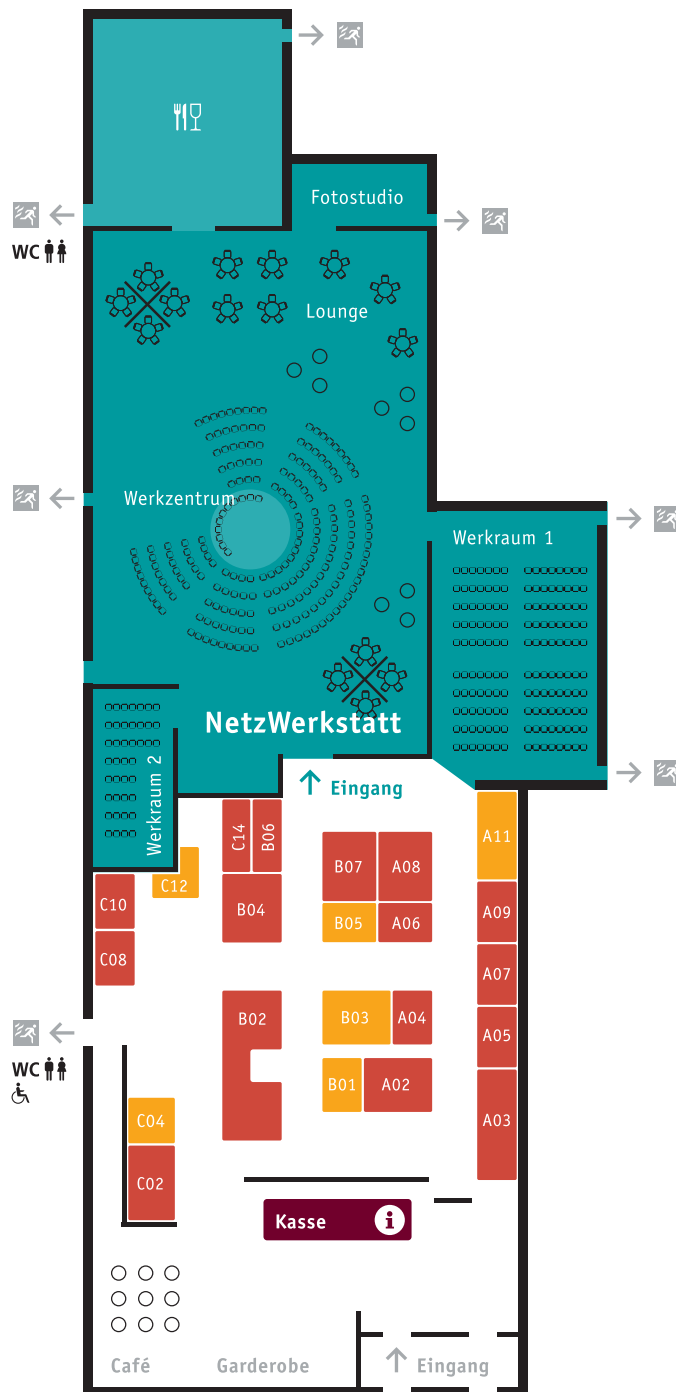 Fotostudio
WC
Lounge
Werkzentrum
Werkraum 1
NetzWerkstatt
Werkraum 2
Eingang
C14
B06
B07
A08
A11
C12
C10
B04
B05
A06
A09
C08
A07
B02
B03
A04
A05
WC
B01
A02
C04
A03
C02
Kasse i
Café
Garderobe
Eingang